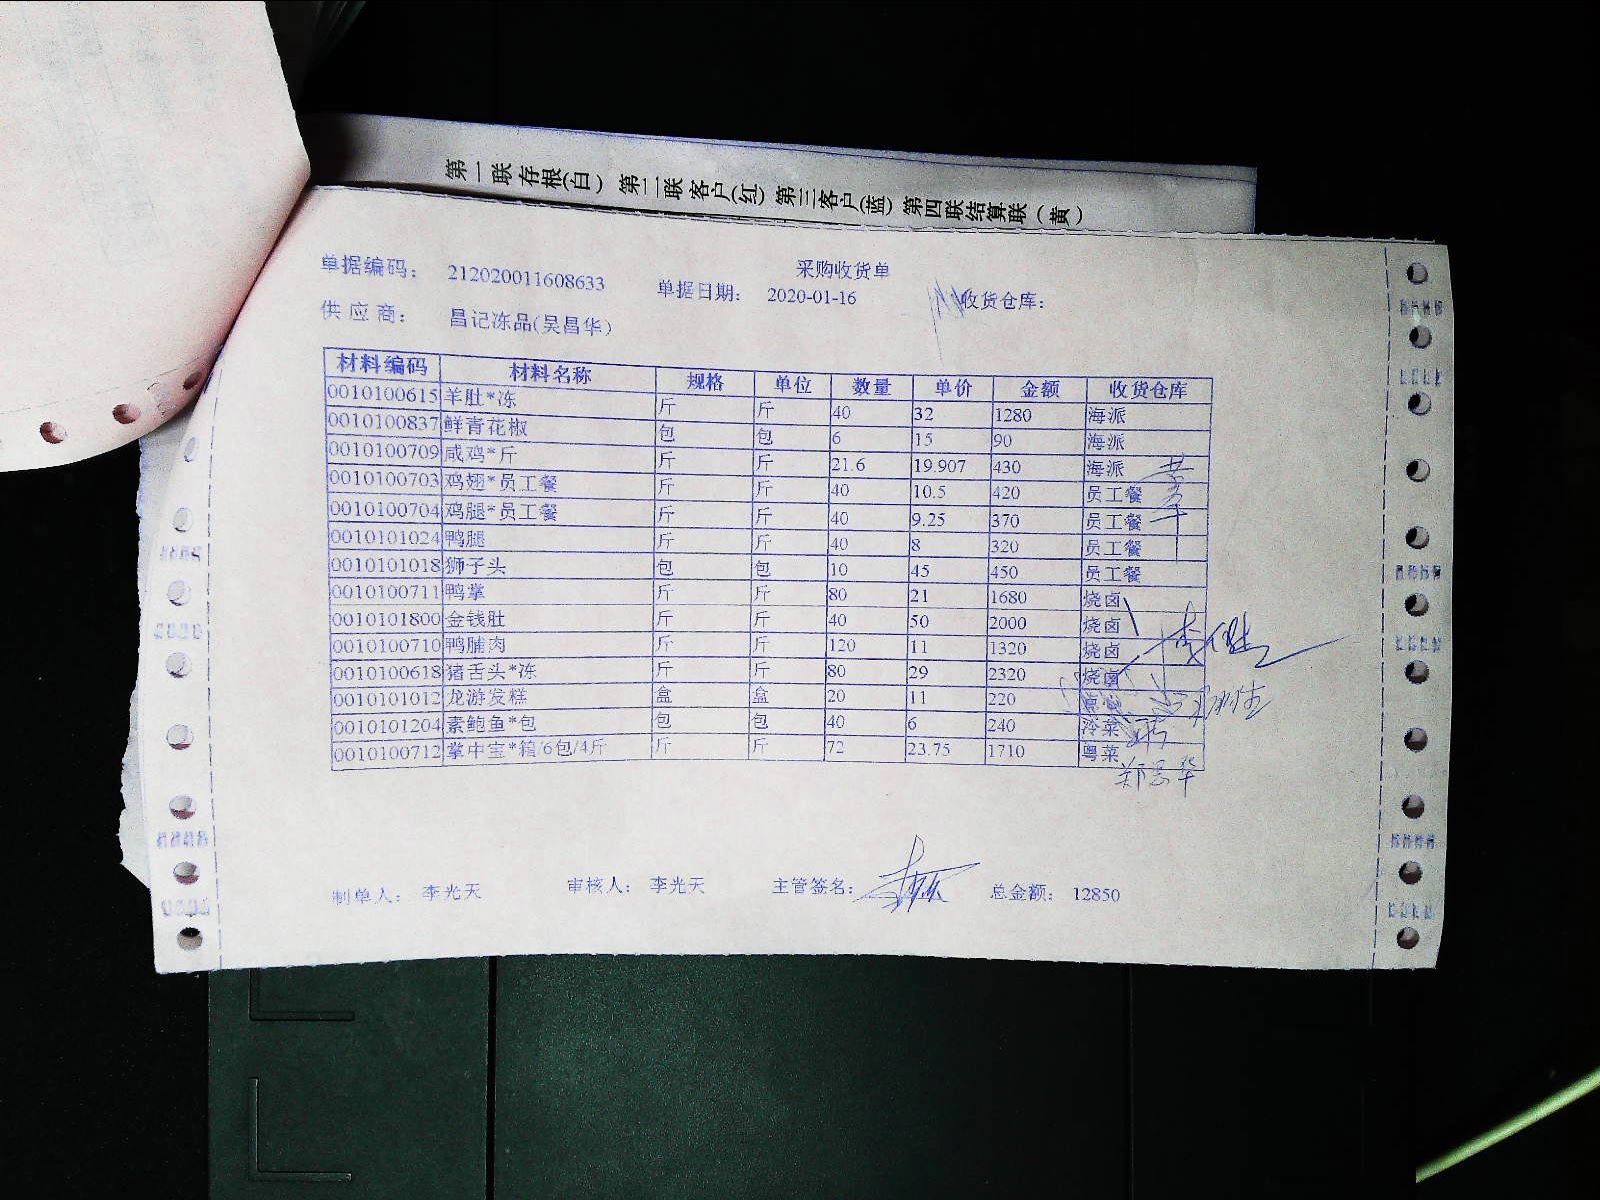 第一联存根(白) 第二联客户(红) 第三客户(蓝) 第四联结算联(黄)
采购收货单
单据编码: 212020011608633 单据日期: 2020-01-16 收货仓库:
供应商: 昌记冻品(吴昌华)
材料编码 材料名称 规格 单位 数量 单价 金额 收货仓库
0010100615 羊肚*冻 斤 斤 40 32 1280 海派
0010100837 鲜青花椒 包 包 6 15 90 海派
0010100709 咸鸡*斤 斤 斤 21.6 19.907 430 海派
0010100703 鸡翅*员工餐 斤 斤 40 10.5 420 员工餐
0010100704 鸡腿*员工餐 斤 斤 40 9.25 370 员工餐
0010101024 鸭腿 斤 斤 40 8 320 员工餐
0010101018 狮子头 包 包 10 45 450 员工餐
0010100711 鸭掌 斤 斤 80 21 1680 烧卤
0010101800 金钱肚 斤 斤 40 50 2000 烧卤
0010100710 鸭脯肉 斤 斤 120 11 1320 烧卤
0010100618 猪舌头*冻 斤 斤 80 29 2320 烧卤
0010101012 龙游发糕 盒 盒 20 11 220
0010101204 素鲍鱼*包 包 包 40 6 240 冷菜
0010100712 掌中宝*箱/6包/4斤 斤 斤 72 23.75 1710 粤菜
制单人: 李光天 审核人: 李光天 主管签名: 总金额: 12850